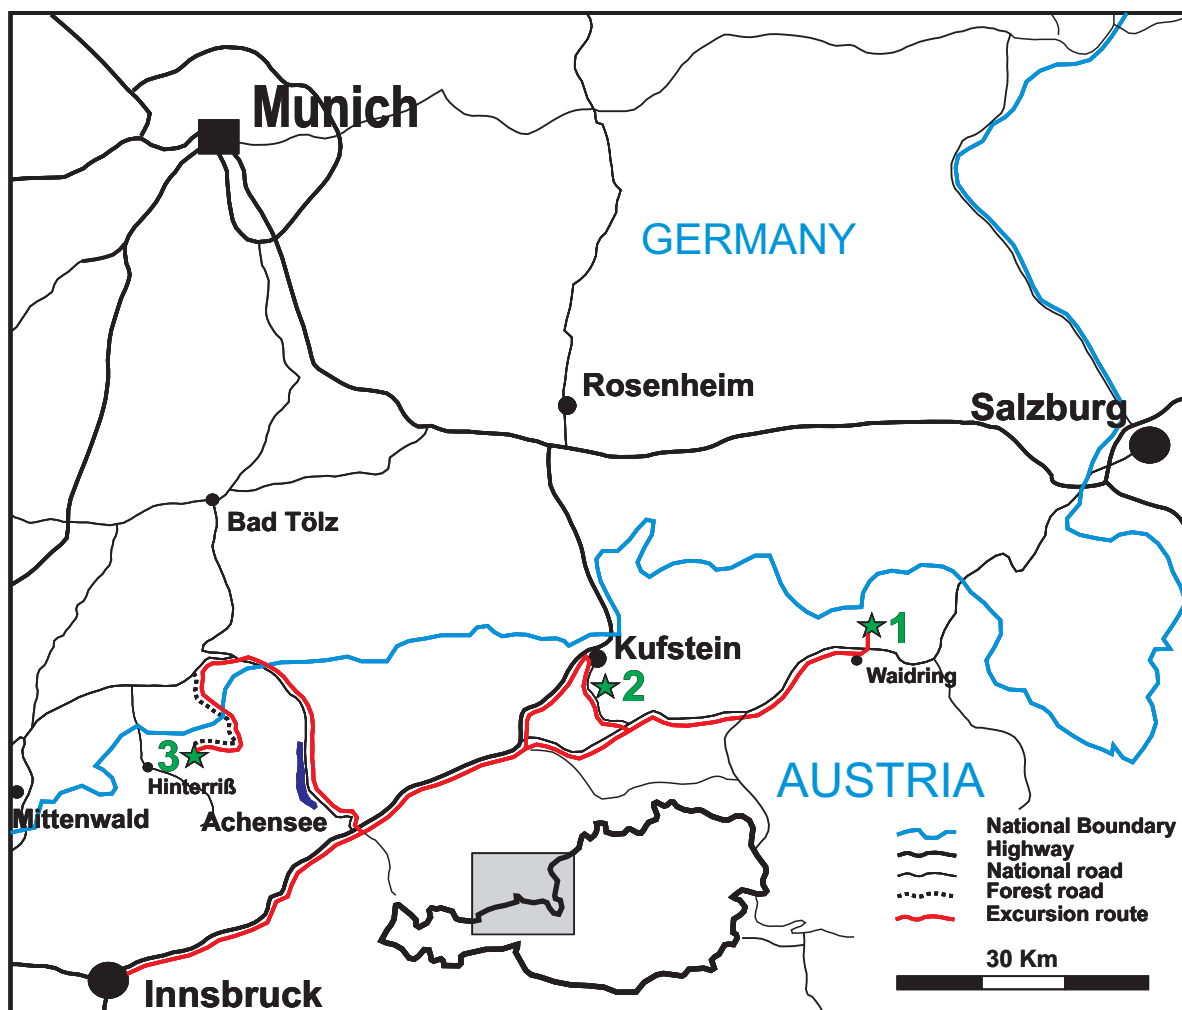 Munich
GERMANY
Rosenheim
Salzburg
Bad Tölz
1
Kufstein
Waidring
2
3
Hinterriß
AUSTRIA
Mittenwald
Achensee
National Boundary
Highway
National road
Forest road
Excursion route
30 Km
Innsbruck